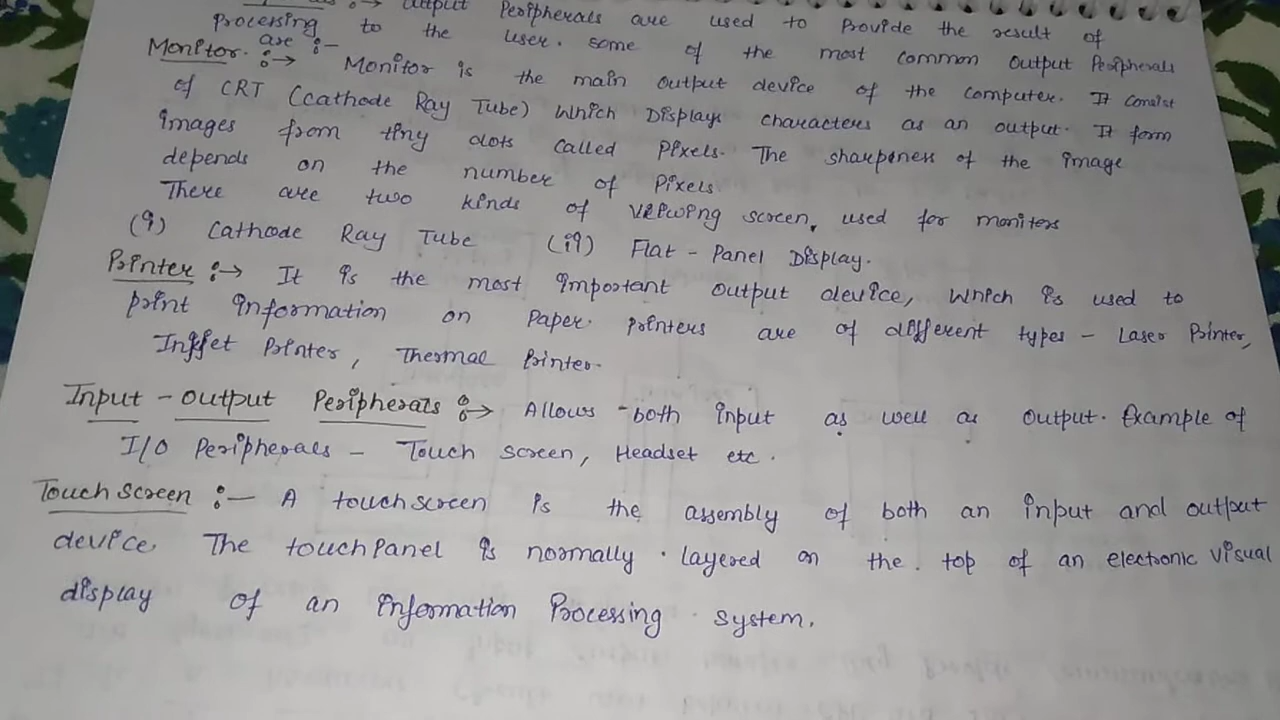 :→ output Peripherals are used to Provide the result of
Processing to the user. some of the most common output Peripherals
are :-
Monitor. :→ Monitor is the main output device of the computer. It consist
of CRT (ccathode Ray Tube) which Displays characters as an output. It form
images from tiny dots called Pixels. The sharpeness of the image
depends on the number of Pixels
There are two kinds of viewing screen, used for moniters
(i) Cathode Ray Tube (ii) Flat - Panel Display.
Printer :→ It is the most important output device, which is used to
print information on Paper. printers are of different types - Laser Printer,
Inkjet Printer, Thermal Printer.
Input - output Peripherals :→ Allows both input as well as output. Example of
I/O Peripherals - Touch screen, Headset etc.
Touch screen :- A touchscreen is the assembly of both an input and output
device. The touchPanel is normally layered on the top of an electronic visual
display of an information Processing system.